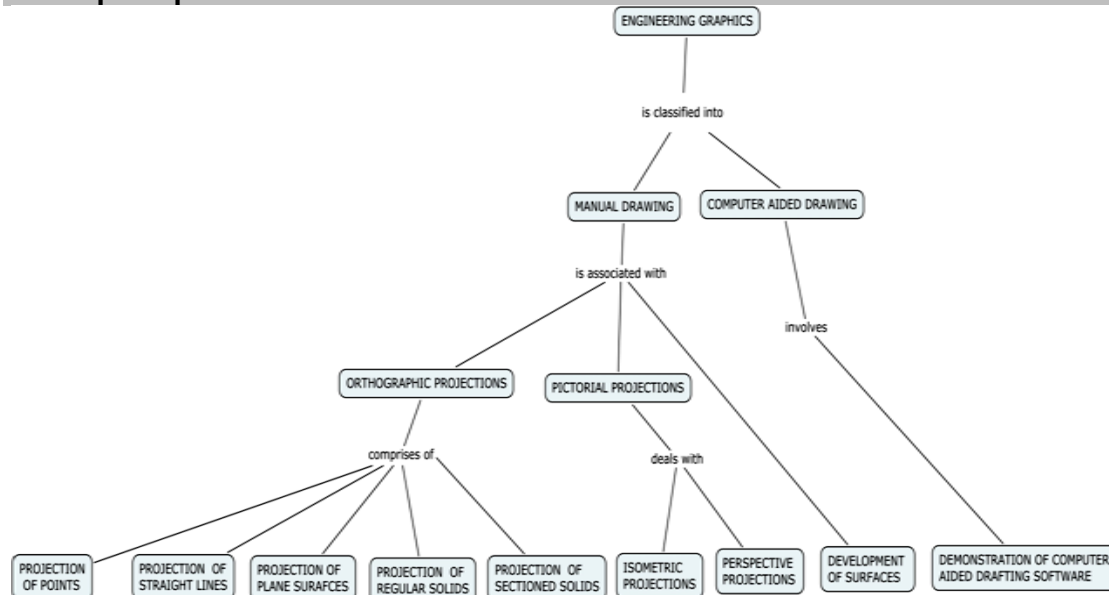 ENGINEERING GRAPHICS
is classified into
MANUAL DRAWING
COMPUTER AIDED DRAWING
is associated with
involves
ORTHOGRAPHIC PROJECTIONS
PICTORIAL PROJECTIONS
comprises of
deals with
PROJECTION
OF POINTS
PROJECTION OF
STRAIGHT LINES
PROJECTION OF
PLANE SURAFCES
PROJECTION OF
REGULAR SOLIDS
PROJECTION OF
SECTIONED SOLIDS
ISOMETRIC
PROJECTIONS
PERSPECTIVE
PROJECTIONS
DEVELOPMENT
OF SURFACES
DEMONSTRATION OF COMPUTER
AIDED DRAFTING SOFTWARE